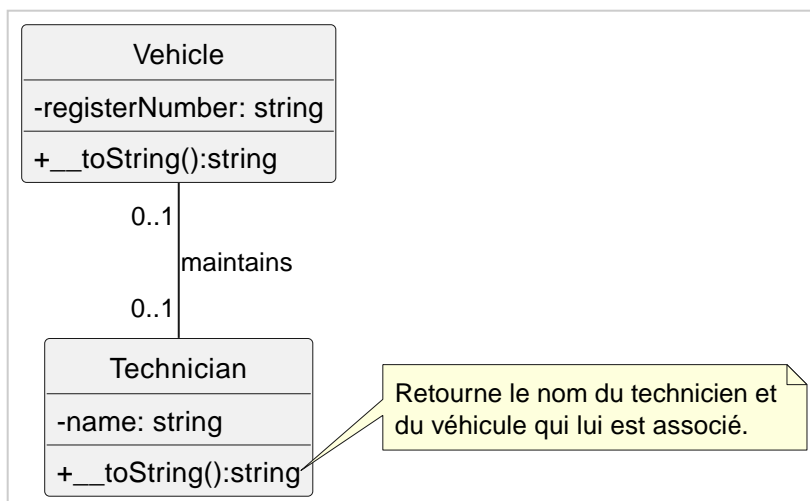 Vehicle
-registerNumber: string
+__toString():string
0..1
maintains
0..1
Technician
-name: string
+__toString():string
Retourne le nom du technicien et
du véhicule qui lui est associé.